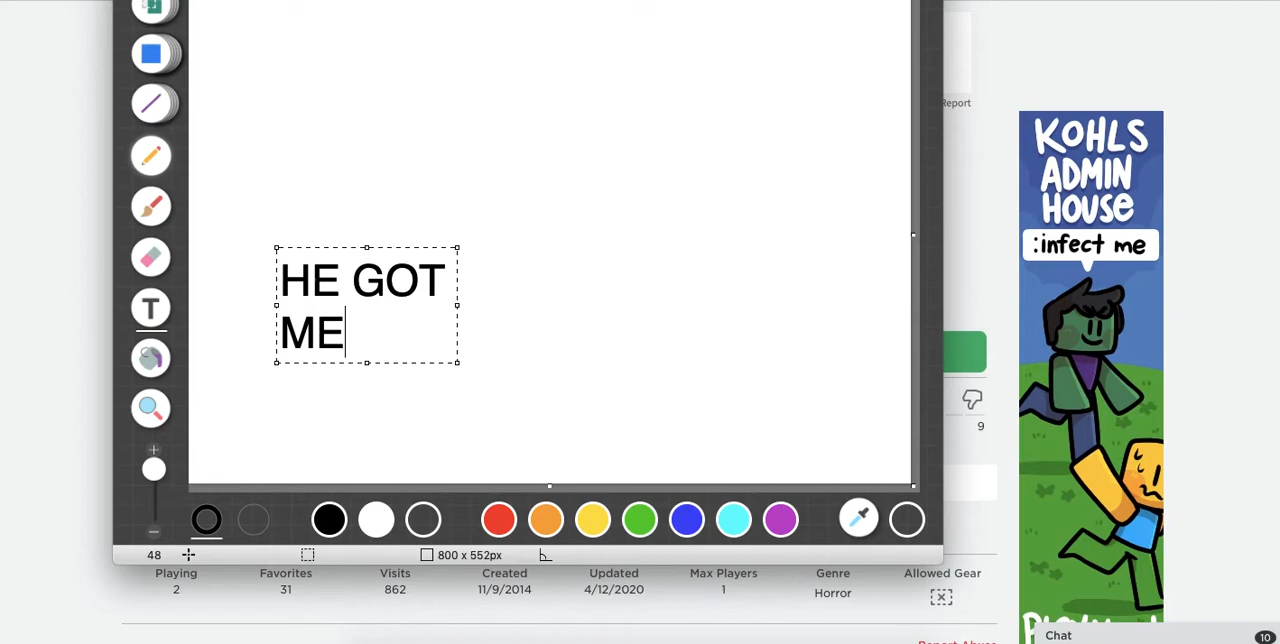 Report
KOHLS
ADMIN
HOUSE
:infect me
HE GOT
ME
T
9
48
800 x 552px
Playing
Favorites
Visits
Created
Updated
Max Players
Genre
Allowed Gear
2
31
862
11/9/2014
4/12/2020
1
Horror
Chat
10